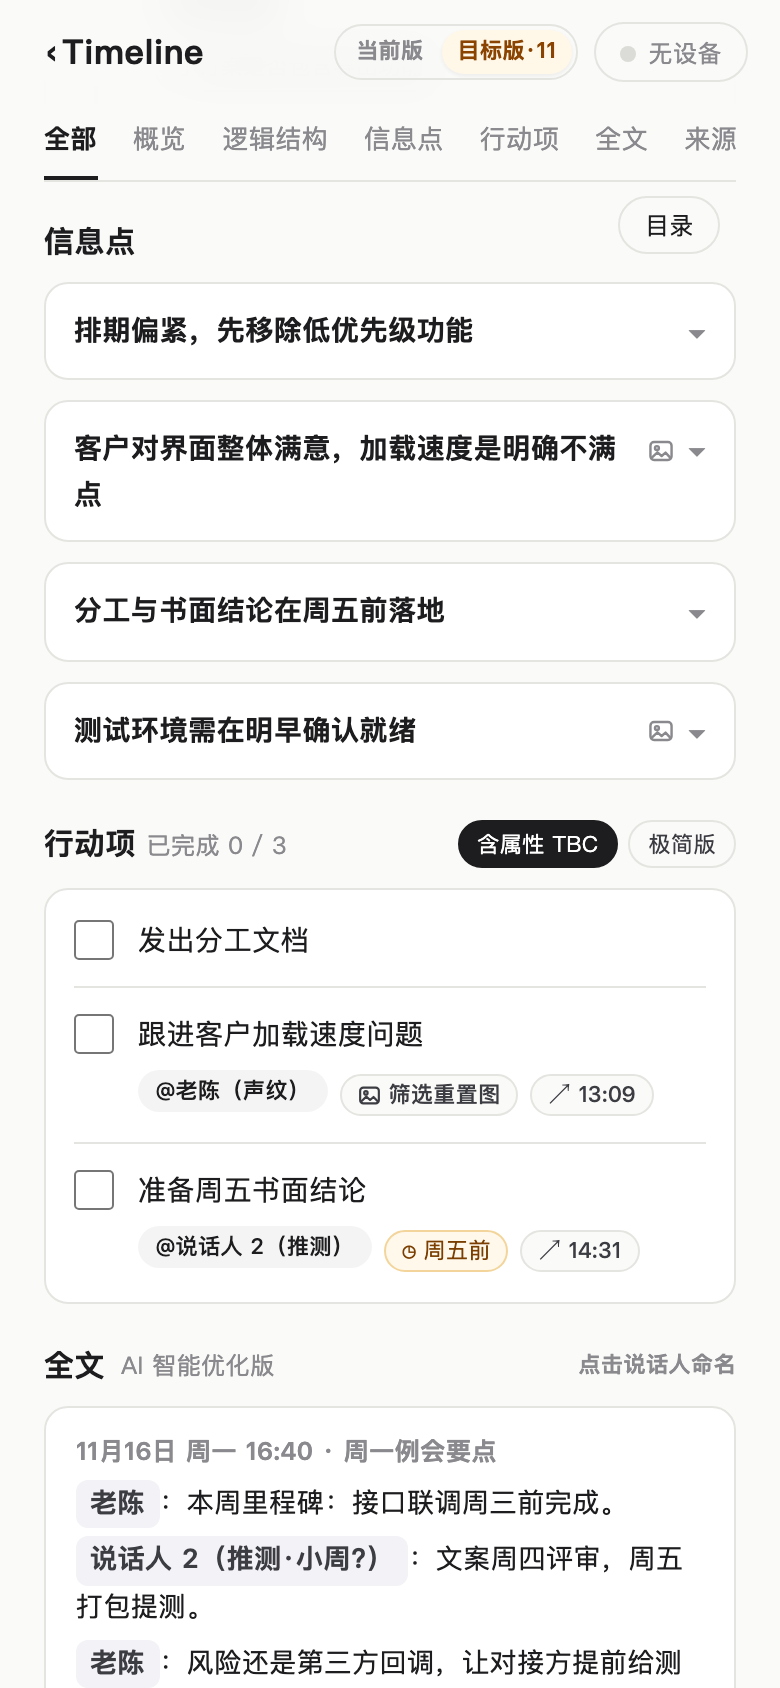 ‹ Timeline
当前版 目标版·11 无设备
全部 概览 逻辑结构 信息点 行动项 全文 来源
信息点 目录
排期偏紧，先移除低优先级功能
客户对界面整体满意，加载速度是明确不满
点
分工与书面结论在周五前落地
测试环境需在明早确认就绪
行动项 已完成 0 / 3 含属性 TBC 极简版
发出分工文档
跟进客户加载速度问题
@老陈（声纹） 筛选重置图 ↗ 13:09
准备周五书面结论
@说话人 2（推测） 周五前 ↗ 14:31
全文 AI 智能优化版 点击说话人命名
11月16日 周一 16:40 · 周一例会要点
老陈：本周里程碑：接口联调周三前完成。
说话人 2（推测·小周?）：文案周四评审，周五
打包提测。
老陈：风险还是第三方回调，让对接方提前给测